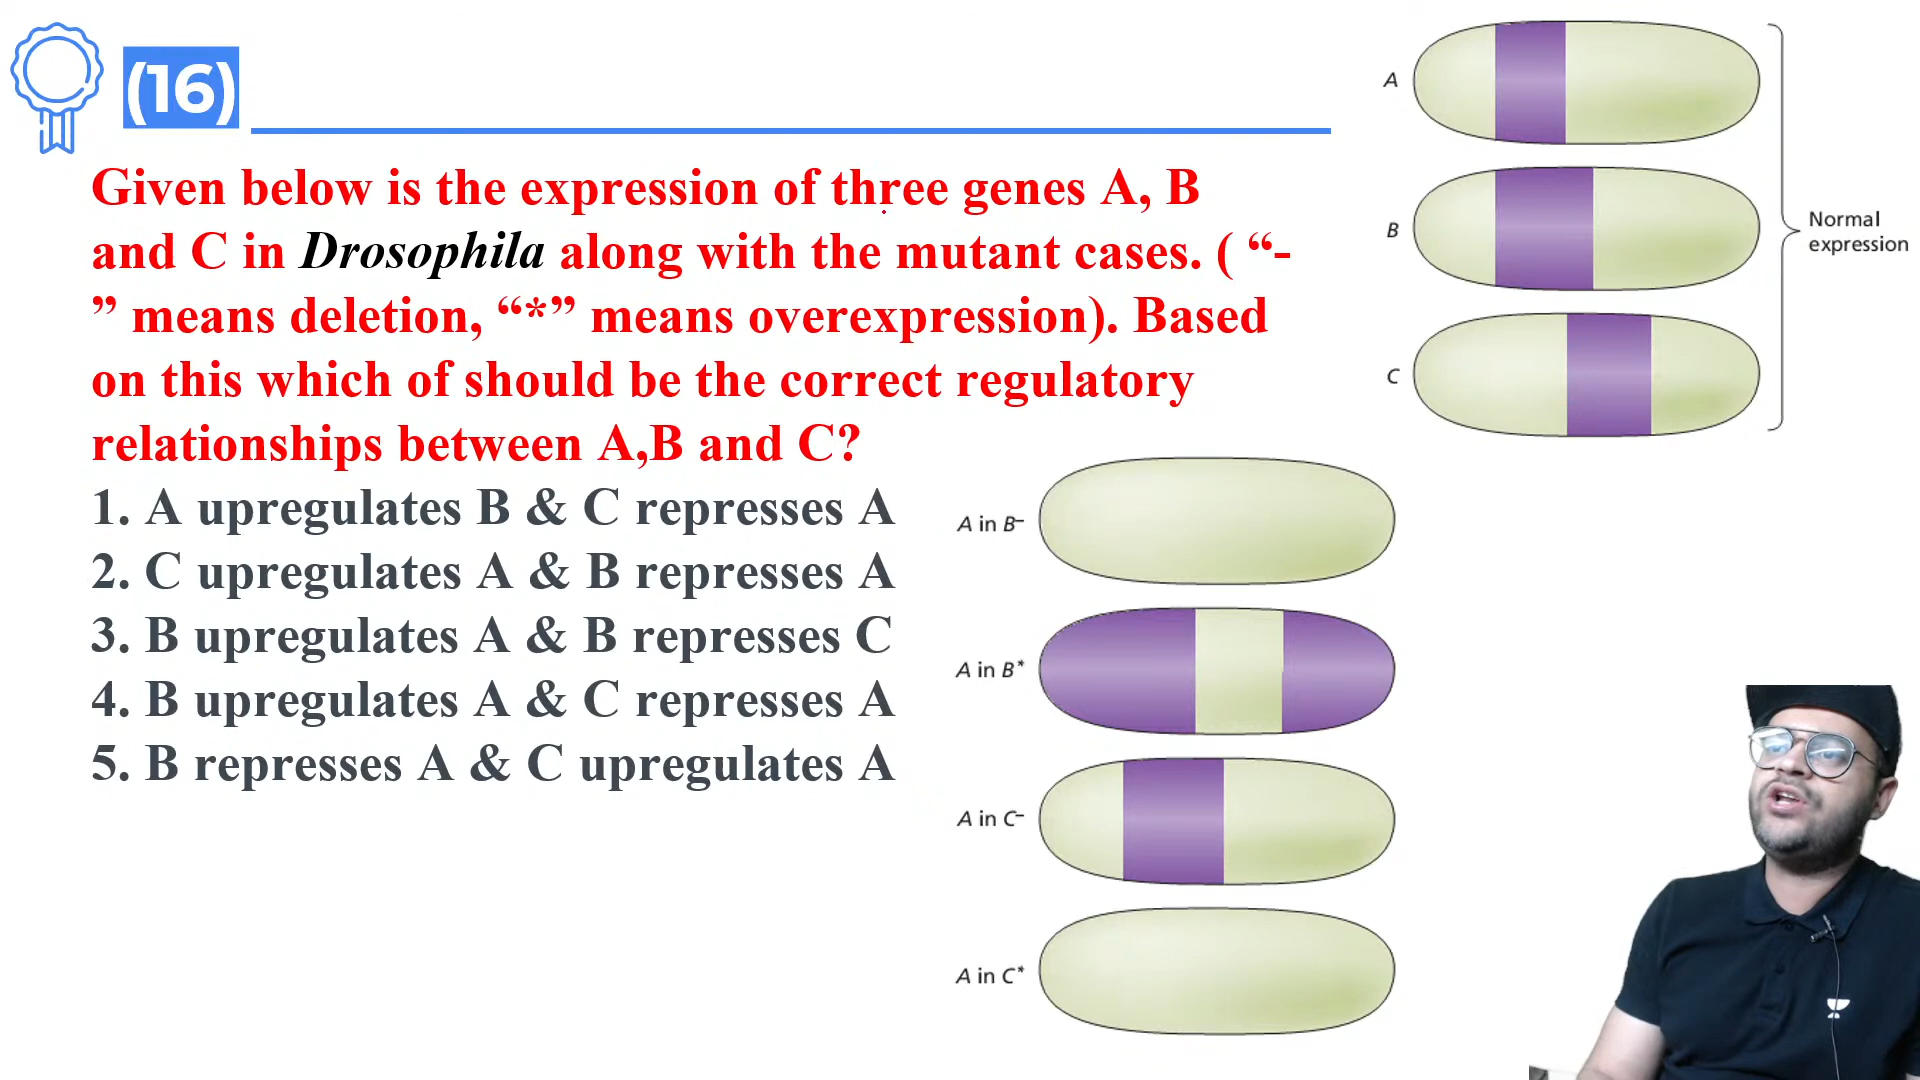 (16)
Given below is the expression of three genes A, B
and C in Drosophila along with the mutant cases. ( “-
” means deletion, “*” means overexpression). Based
on this which of should be the correct regulatory
relationships between A,B and C?
1. A upregulates B & C represses A
2. C upregulates A & B represses A
3. B upregulates A & B represses C
4. B upregulates A & C represses A
5. B represses A & C upregulates A
A
B
C
Normal
expression
A in B⁻
A in B*
A in C⁻
A in C*